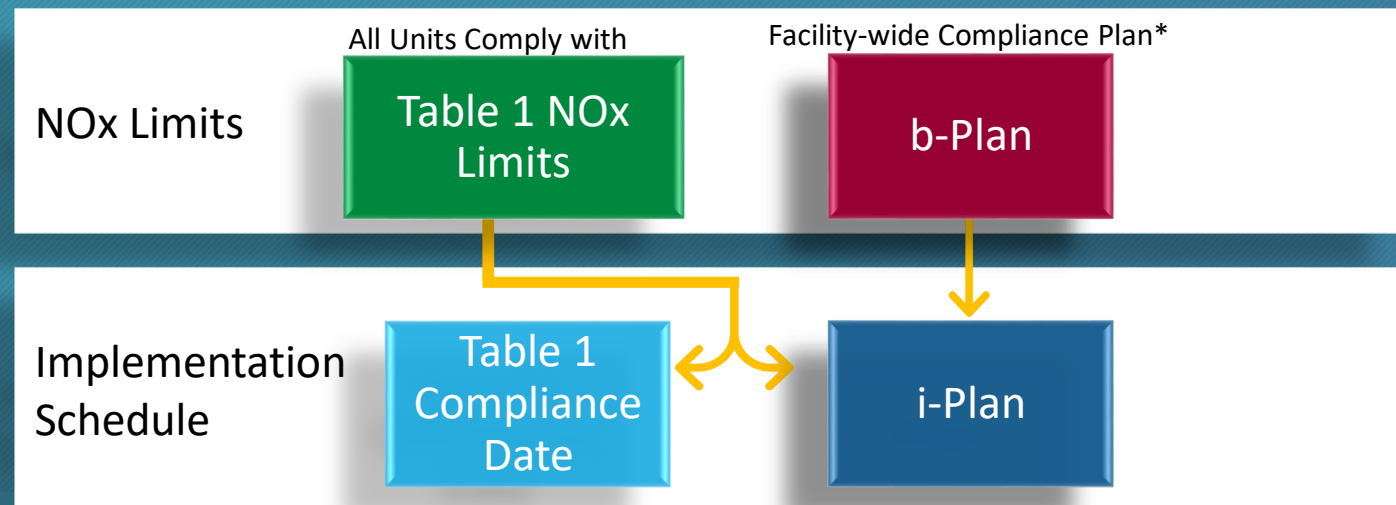 All Units Comply with
Facility-wide Compliance Plan*
NOx Limits
Table 1 NOx
Limits
b-Plan
Implementation
Schedule
Table 1
Compliance
Date
i-Plan